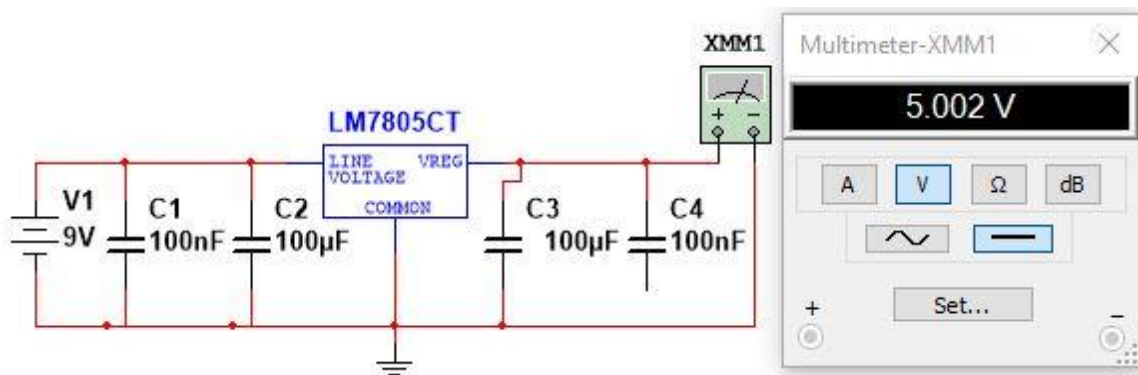 XMM1
Multimeter-XMM1
5.002 V
LM7805CT
LINE VREG
VOLTAGE
COMMON
V1
9V
C1
100nF
C2
100µF
C3
100µF
C4
100nF
+ −
A V Ω dB
Set...
+ −